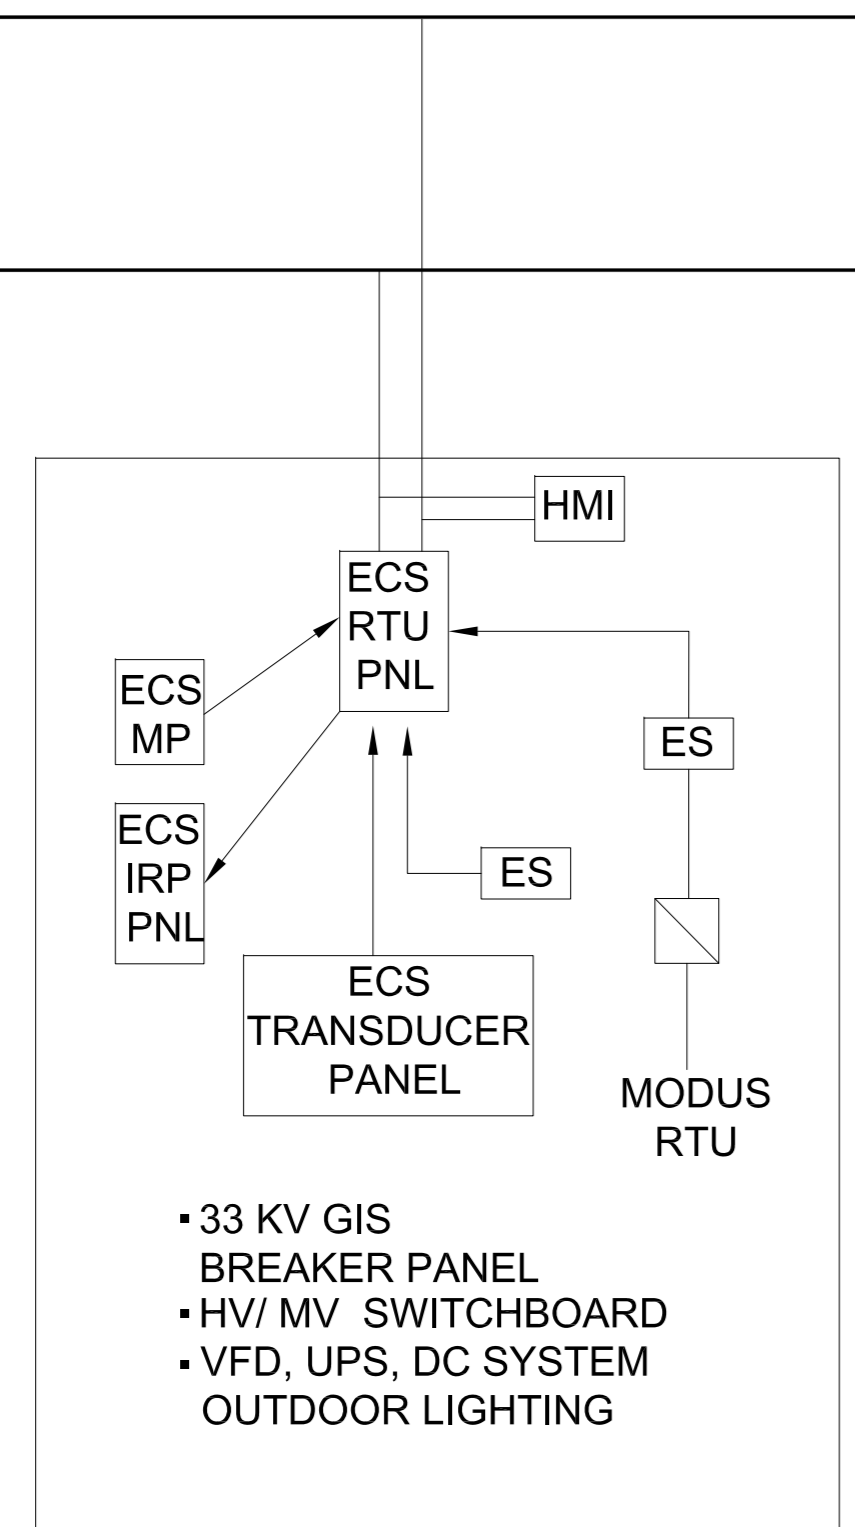 HMI
ECS
RTU
PNL
ECS
MP
ES
ECS
IRP
PNL
ES
ECS
TRANSDUCER
PANEL
MODUS
RTU
▪ 33 KV GIS
BREAKER PANEL
▪ HV/ MV SWITCHBOARD
▪ VFD, UPS, DC SYSTEM
OUTDOOR LIGHTING